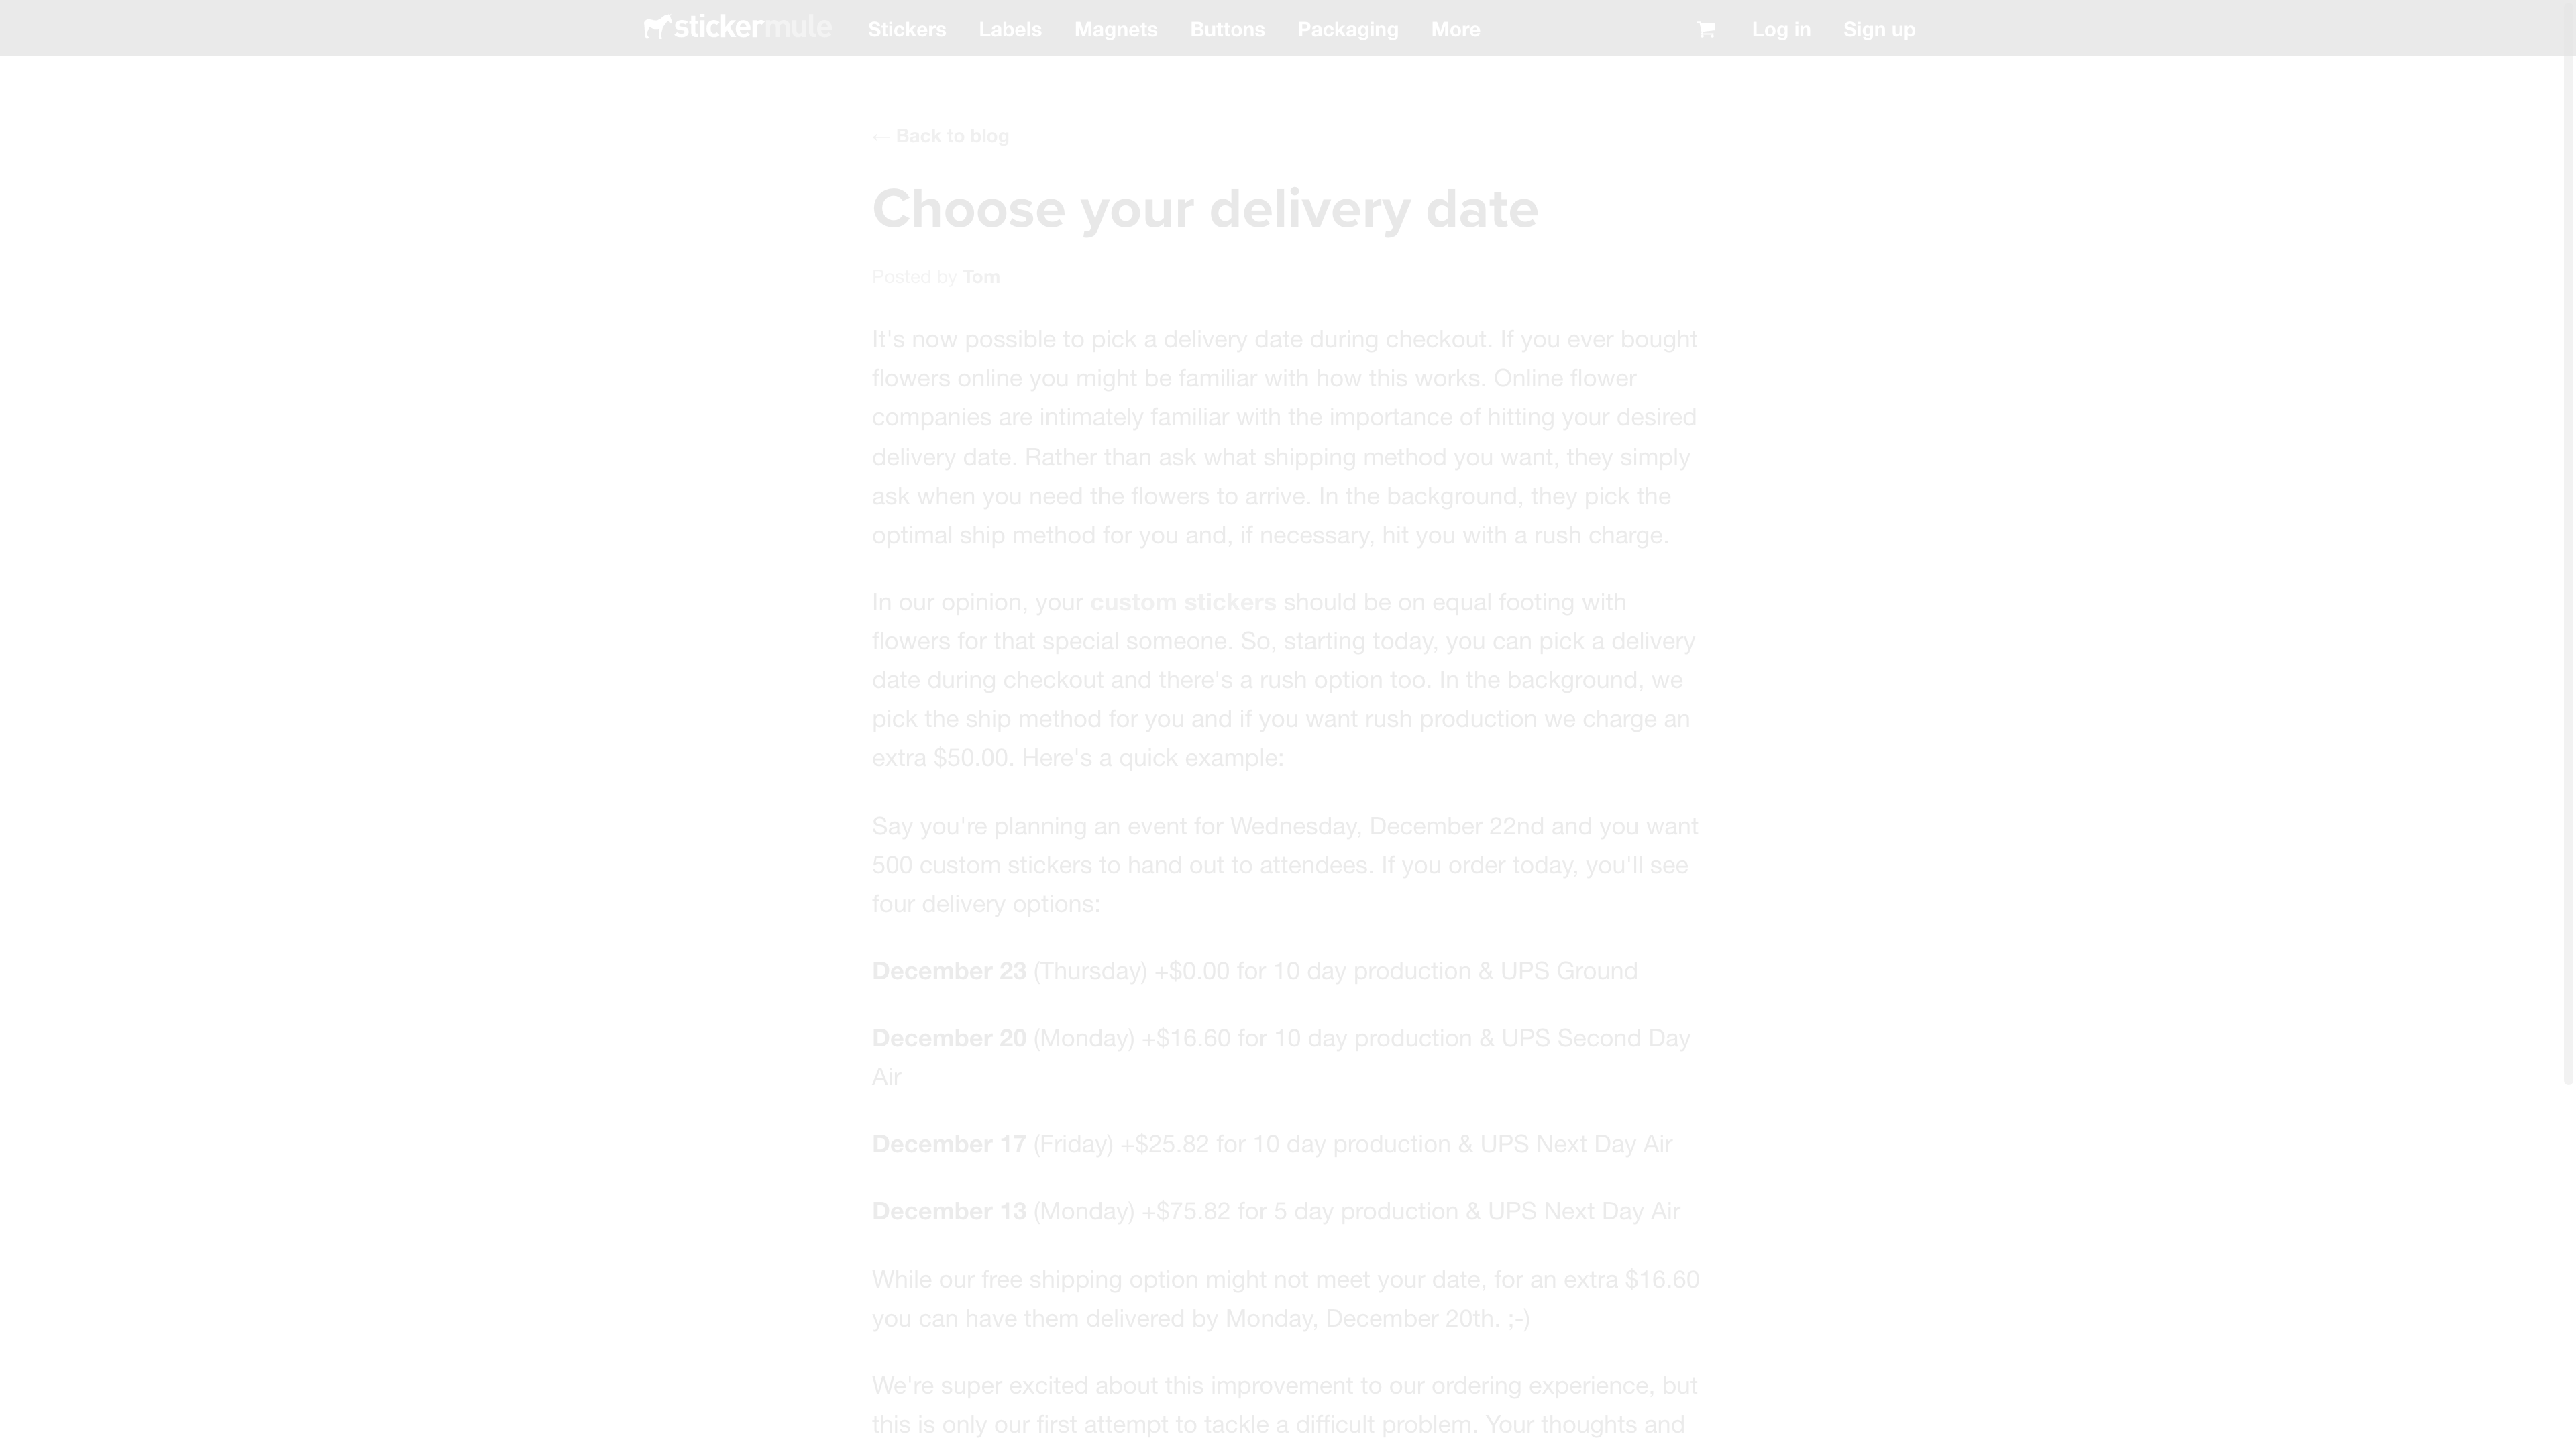 stickermule Stickers Labels Magnets Buttons Packaging More Log in Sign up
← Back to blog
Choose your delivery date
Posted by Tom
It's now possible to pick a delivery date during checkout. If you ever bought
flowers online you might be familiar with how this works. Online flower
companies are intimately familiar with the importance of hitting your desired
delivery date. Rather than ask what shipping method you want, they simply
ask when you need the flowers to arrive. In the background, they pick the
optimal ship method for you and, if necessary, hit you with a rush charge.
In our opinion, your custom stickers should be on equal footing with
flowers for that special someone. So, starting today, you can pick a delivery
date during checkout and there's a rush option too. In the background, we
pick the ship method for you and if you want rush production we charge an
extra $50.00. Here's a quick example:
Say you're planning an event for Wednesday, December 22nd and you want
500 custom stickers to hand out to attendees. If you order today, you'll see
four delivery options:
December 23 (Thursday) +$0.00 for 10 day production & UPS Ground
December 20 (Monday) +$16.60 for 10 day production & UPS Second Day
Air
December 17 (Friday) +$25.82 for 10 day production & UPS Next Day Air
December 13 (Monday) +$75.82 for 5 day production & UPS Next Day Air
While our free shipping option might not meet your date, for an extra $16.60
you can have them delivered by Monday, December 20th. ;-)
We're super excited about this improvement to our ordering experience, but
this is only our first attempt to tackle a difficult problem. Your thoughts and